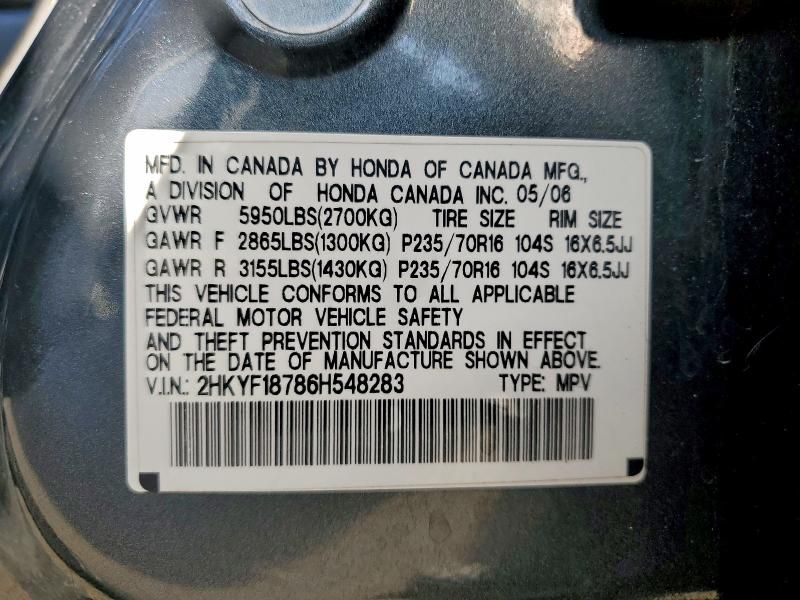 MFD. IN CANADA BY HONDA OF CANADA MFG.,
A DIVISION OF HONDA CANADA INC. 05/06
GVWR 5950LBS(2700KG) TIRE SIZE RIM SIZE
GAWR F 2865LBS(1300KG) P235/70R16 104S 16X6.5JJ
GAWR R 3155LBS(1430KG) P235/70R16 104S 16X6.5JJ
THIS VEHICLE CONFORMS TO ALL APPLICABLE
FEDERAL MOTOR VEHICLE SAFETY
AND THEFT PREVENTION STANDARDS IN EFFECT
ON THE DATE OF MANUFACTURE SHOWN ABOVE.
V.I.N.: 2HKYF18786H548283 TYPE: MPV